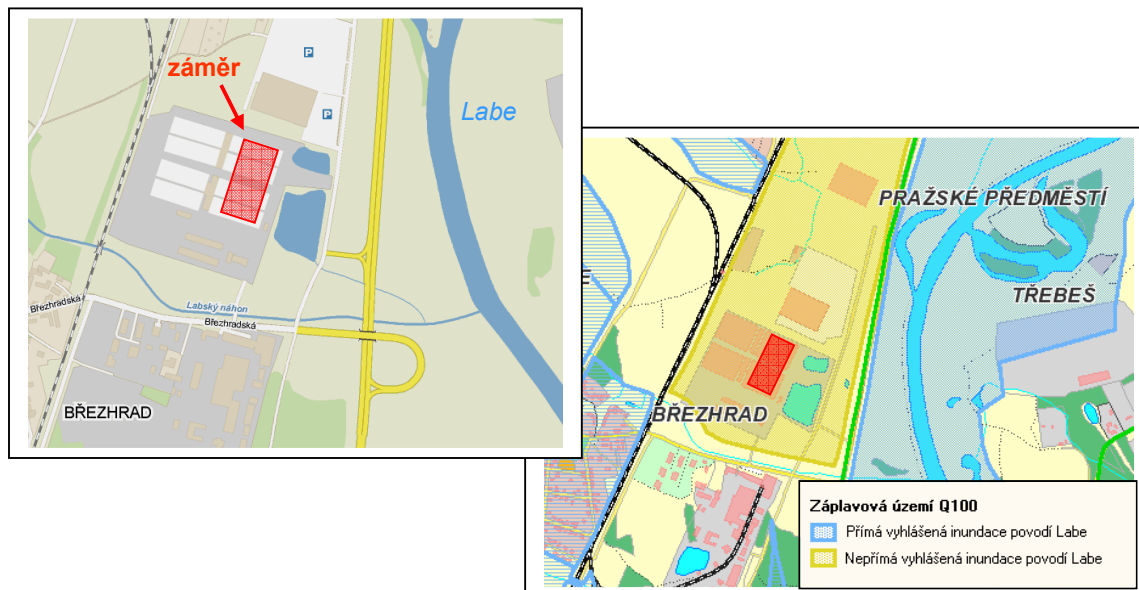 záměr
P
P
Labe
Labský náhon
Březhradská
Březhradská
BŘEZHRAD
PRAŽSKÉ PŘEDMĚSTÍ
TŘEBEŠ
E
BŘEZHRAD
Záplavová území Q100
Přímá vyhlášená inundace povodí Labe
Nepřímá vyhlášená inundace povodí Labe